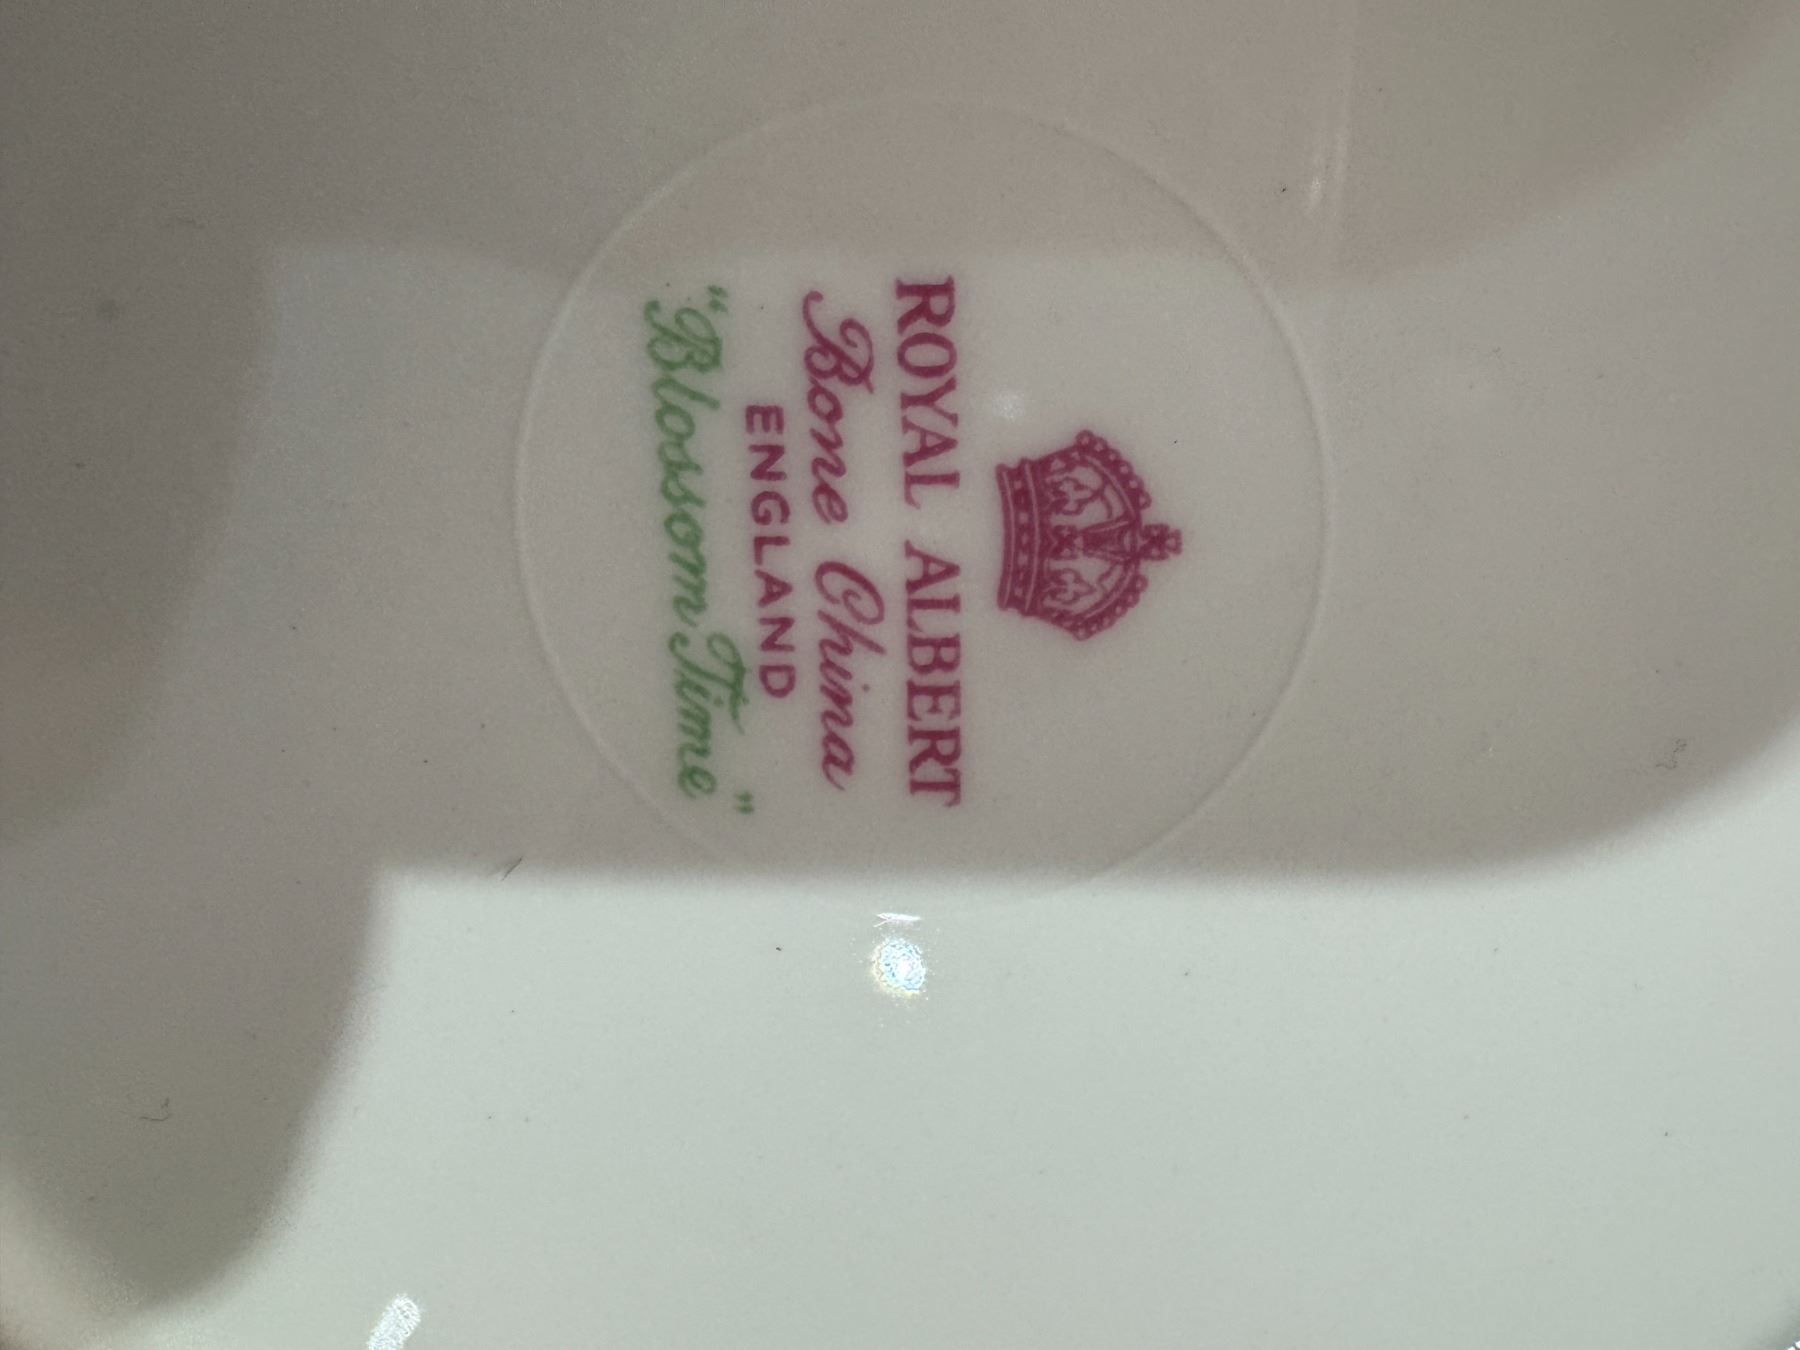 ROYAL ALBERT
Bone China
ENGLAND
"Blossom Time"